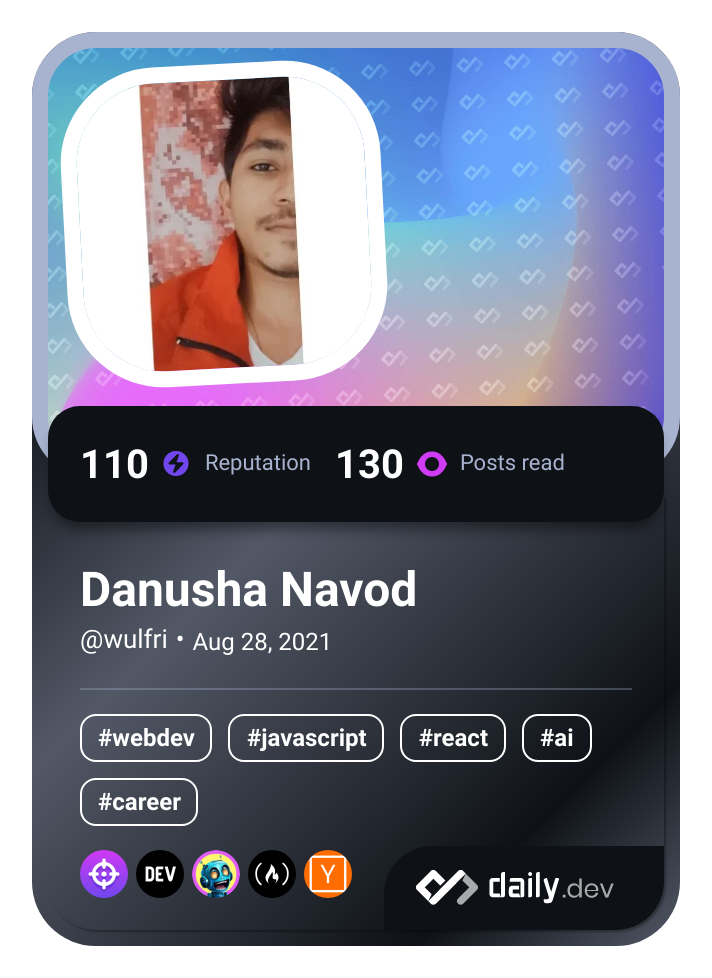 110 Reputation 130 Posts read
Danusha Navod
@wulfri • Aug 28, 2021
#webdev #javascript #react #ai
#career
DEV Y daily.dev